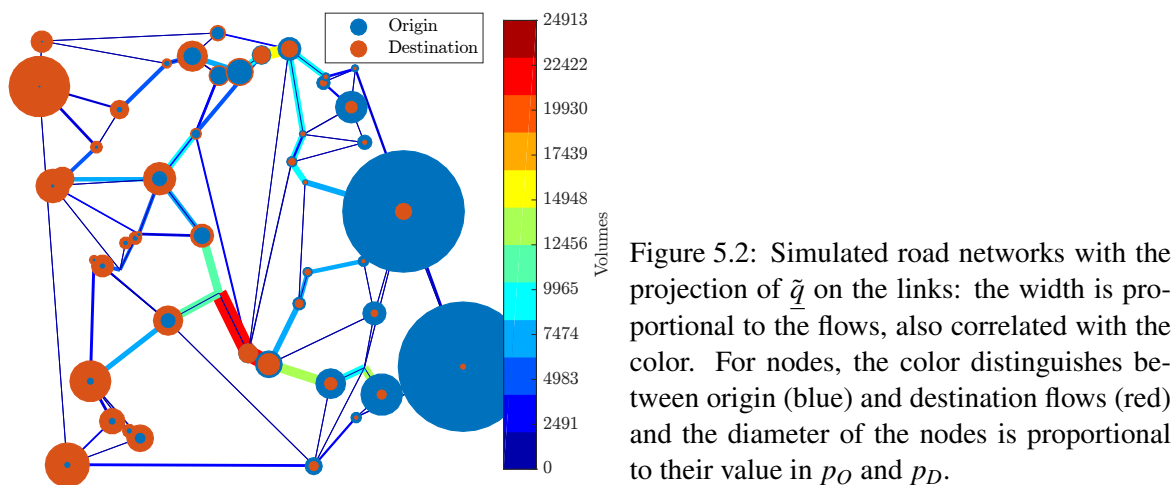 Origin
Destination
24913
22422
19930
17439
14948
12456
9965
7474
4983
2491
0
Volumes
Figure 5.2: Simulated road networks with the
projection of q̃ on the links: the width is pro-
portional to the flows, also correlated with the
color. For nodes, the color distinguishes be-
tween origin (blue) and destination flows (red)
and the diameter of the nodes is proportional
to their value in pO and pD.